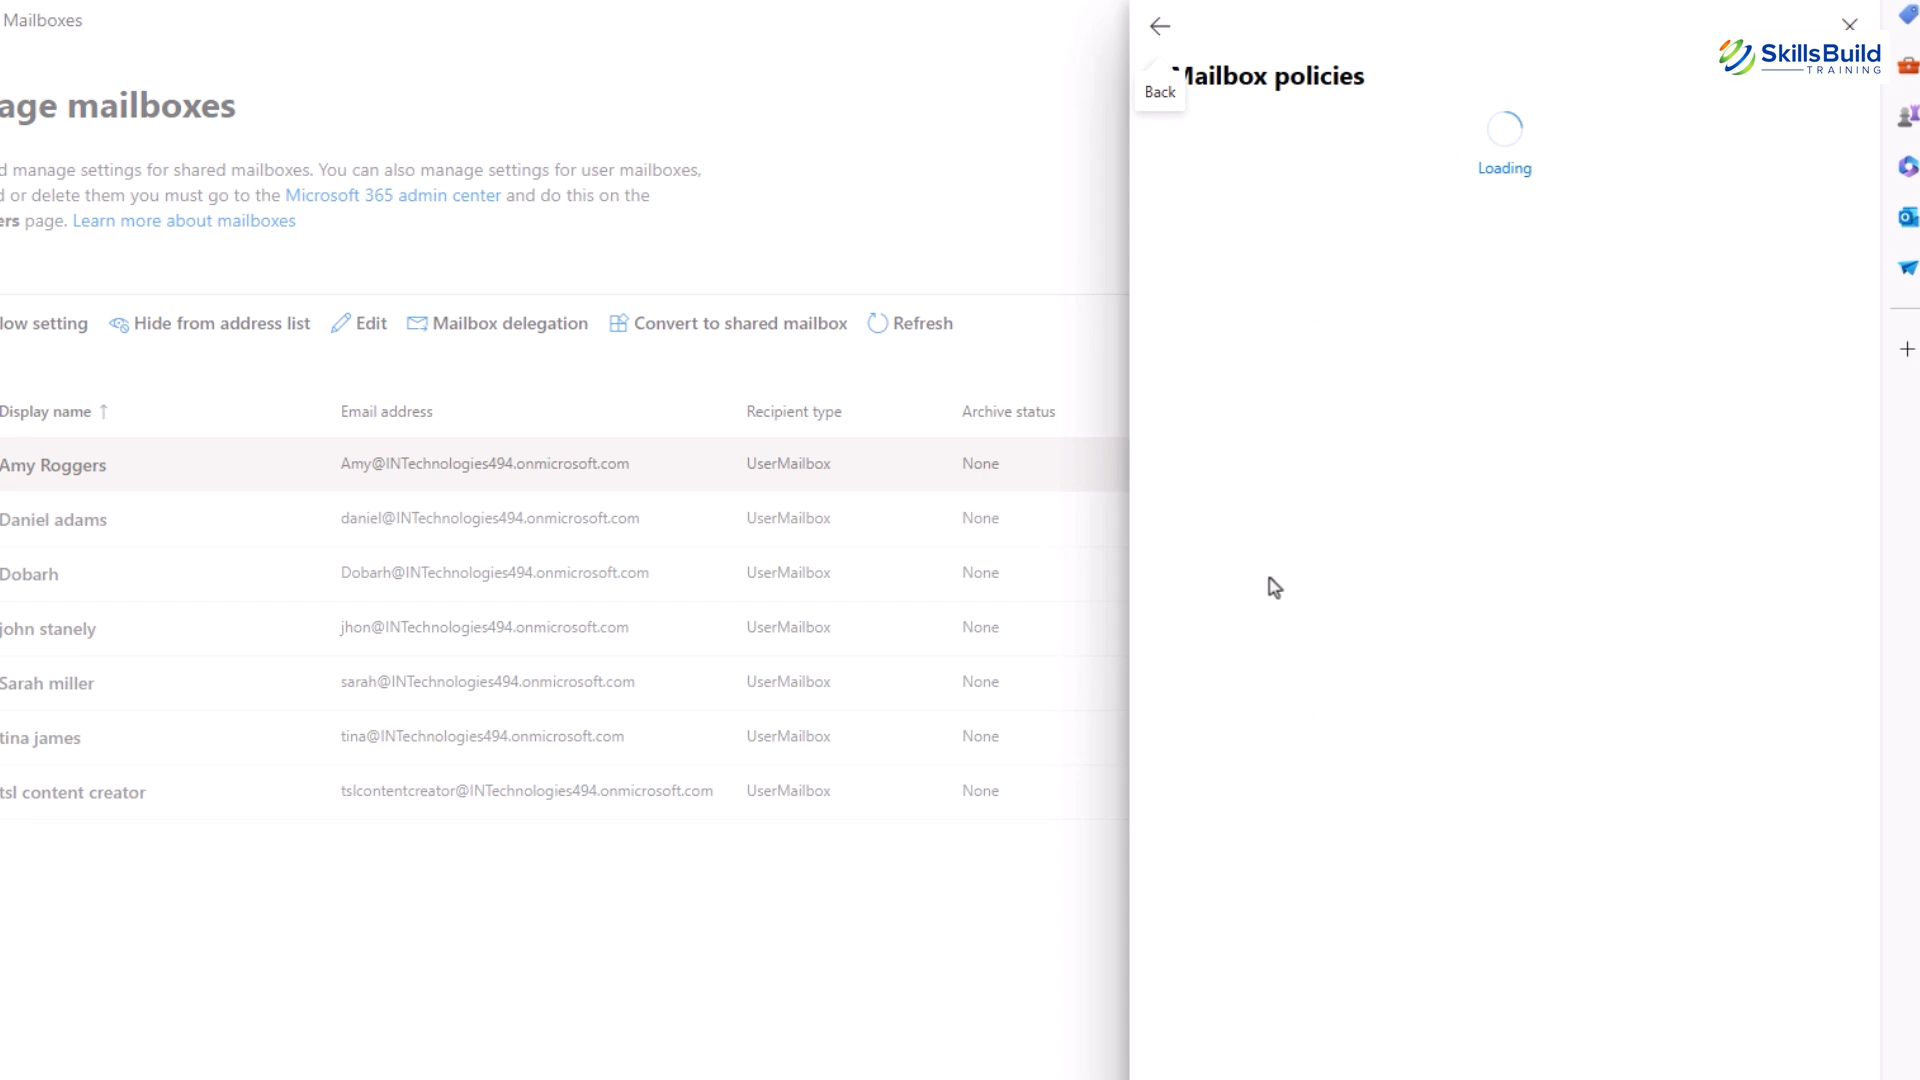 Mailboxes
age mailboxes
d manage settings for shared mailboxes. You can also manage settings for user mailboxes,
d or delete them you must go to the Microsoft 365 admin center and do this on the
ers page. Learn more about mailboxes
low setting Hide from address list Edit Mailbox delegation Convert to shared mailbox Refresh
Display name ↑ Email address Recipient type Archive status
Amy Roggers Amy@INTechnologies494.onmicrosoft.com UserMailbox None
Daniel adams daniel@INTechnologies494.onmicrosoft.com UserMailbox None
Dobarh Dobarh@INTechnologies494.onmicrosoft.com UserMailbox None
john stanely jhon@INTechnologies494.onmicrosoft.com UserMailbox None
Sarah miller sarah@INTechnologies494.onmicrosoft.com UserMailbox None
tina james tina@INTechnologies494.onmicrosoft.com UserMailbox None
tsl content creator tslcontentcreator@INTechnologies494.onmicrosoft.com UserMailbox None
SkillsBuild
TRAINING
Mailbox policies
Back
Loading